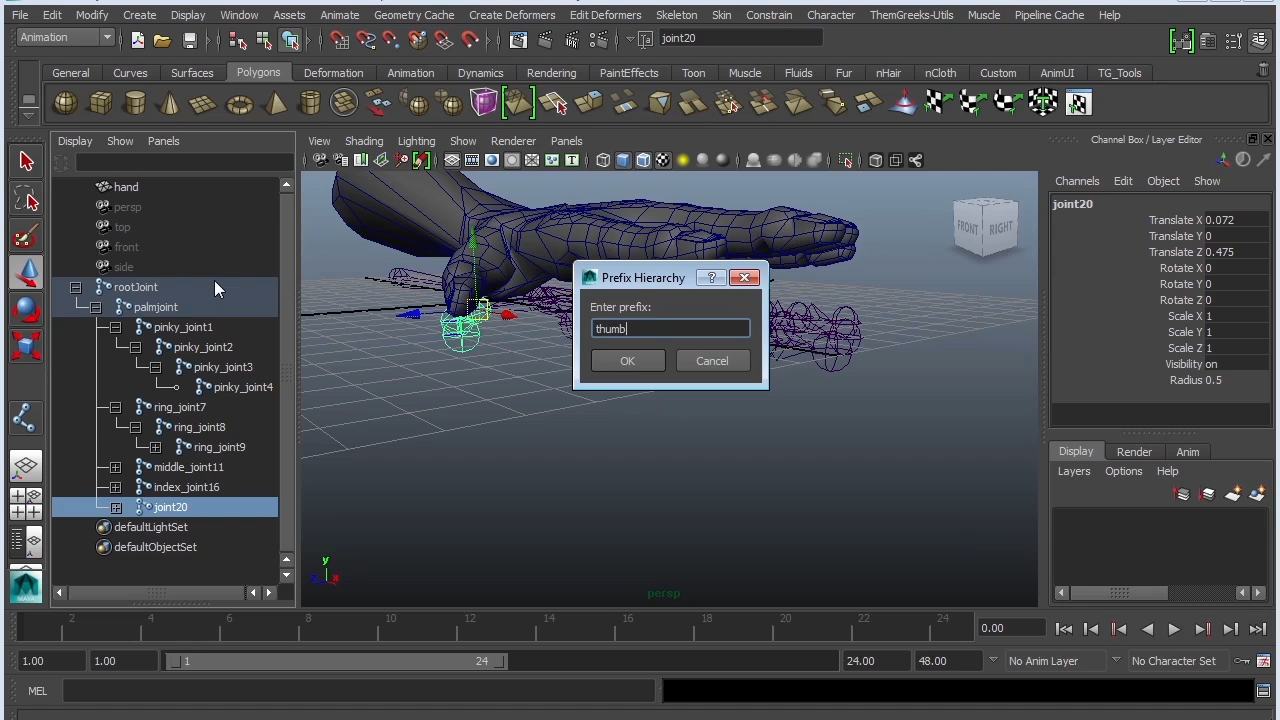 File Edit Modify Create Display Window Assets Animate Geometry Cache Create Deformers Edit Deformers Skeleton Skin Constrain Character ThemGreeks-Utils Muscle Pipeline Cache Help
Animation joint20
General Curves Surfaces Polygons Deformation Animation Dynamics Rendering PaintEffects Toon Muscle Fluids Fur nHair nCloth Custom AnimUI TG_Tools
Display Show Panels
View Shading Lighting Show Renderer Panels
Channel Box / Layer Editor
Channels Edit Object Show
hand
persp
top
front
side
rootJoint
palmjoint
pinky_joint1
pinky_joint2
pinky_joint3
pinky_joint4
ring_joint7
ring_joint8
ring_joint9
middle_joint11
index_joint16
joint20
defaultLightSet
defaultObjectSet
FRONT RIGHT
Prefix Hierarchy ?
Enter prefix:
thumb
OK Cancel
y
z x
persp
joint20
Translate X 0.072
Translate Y 0
Translate Z 0.475
Rotate X 0
Rotate Y 0
Rotate Z 0
Scale X 1
Scale Y 1
Scale Z 1
Visibility on
Radius 0.5
Display Render Anim
Layers Options Help
2 4 6 8 10 12 14 16 18 20 22 24
0.00
1.00 1.00 1 24 24.00 48.00 No Anim Layer No Character Set
MEL